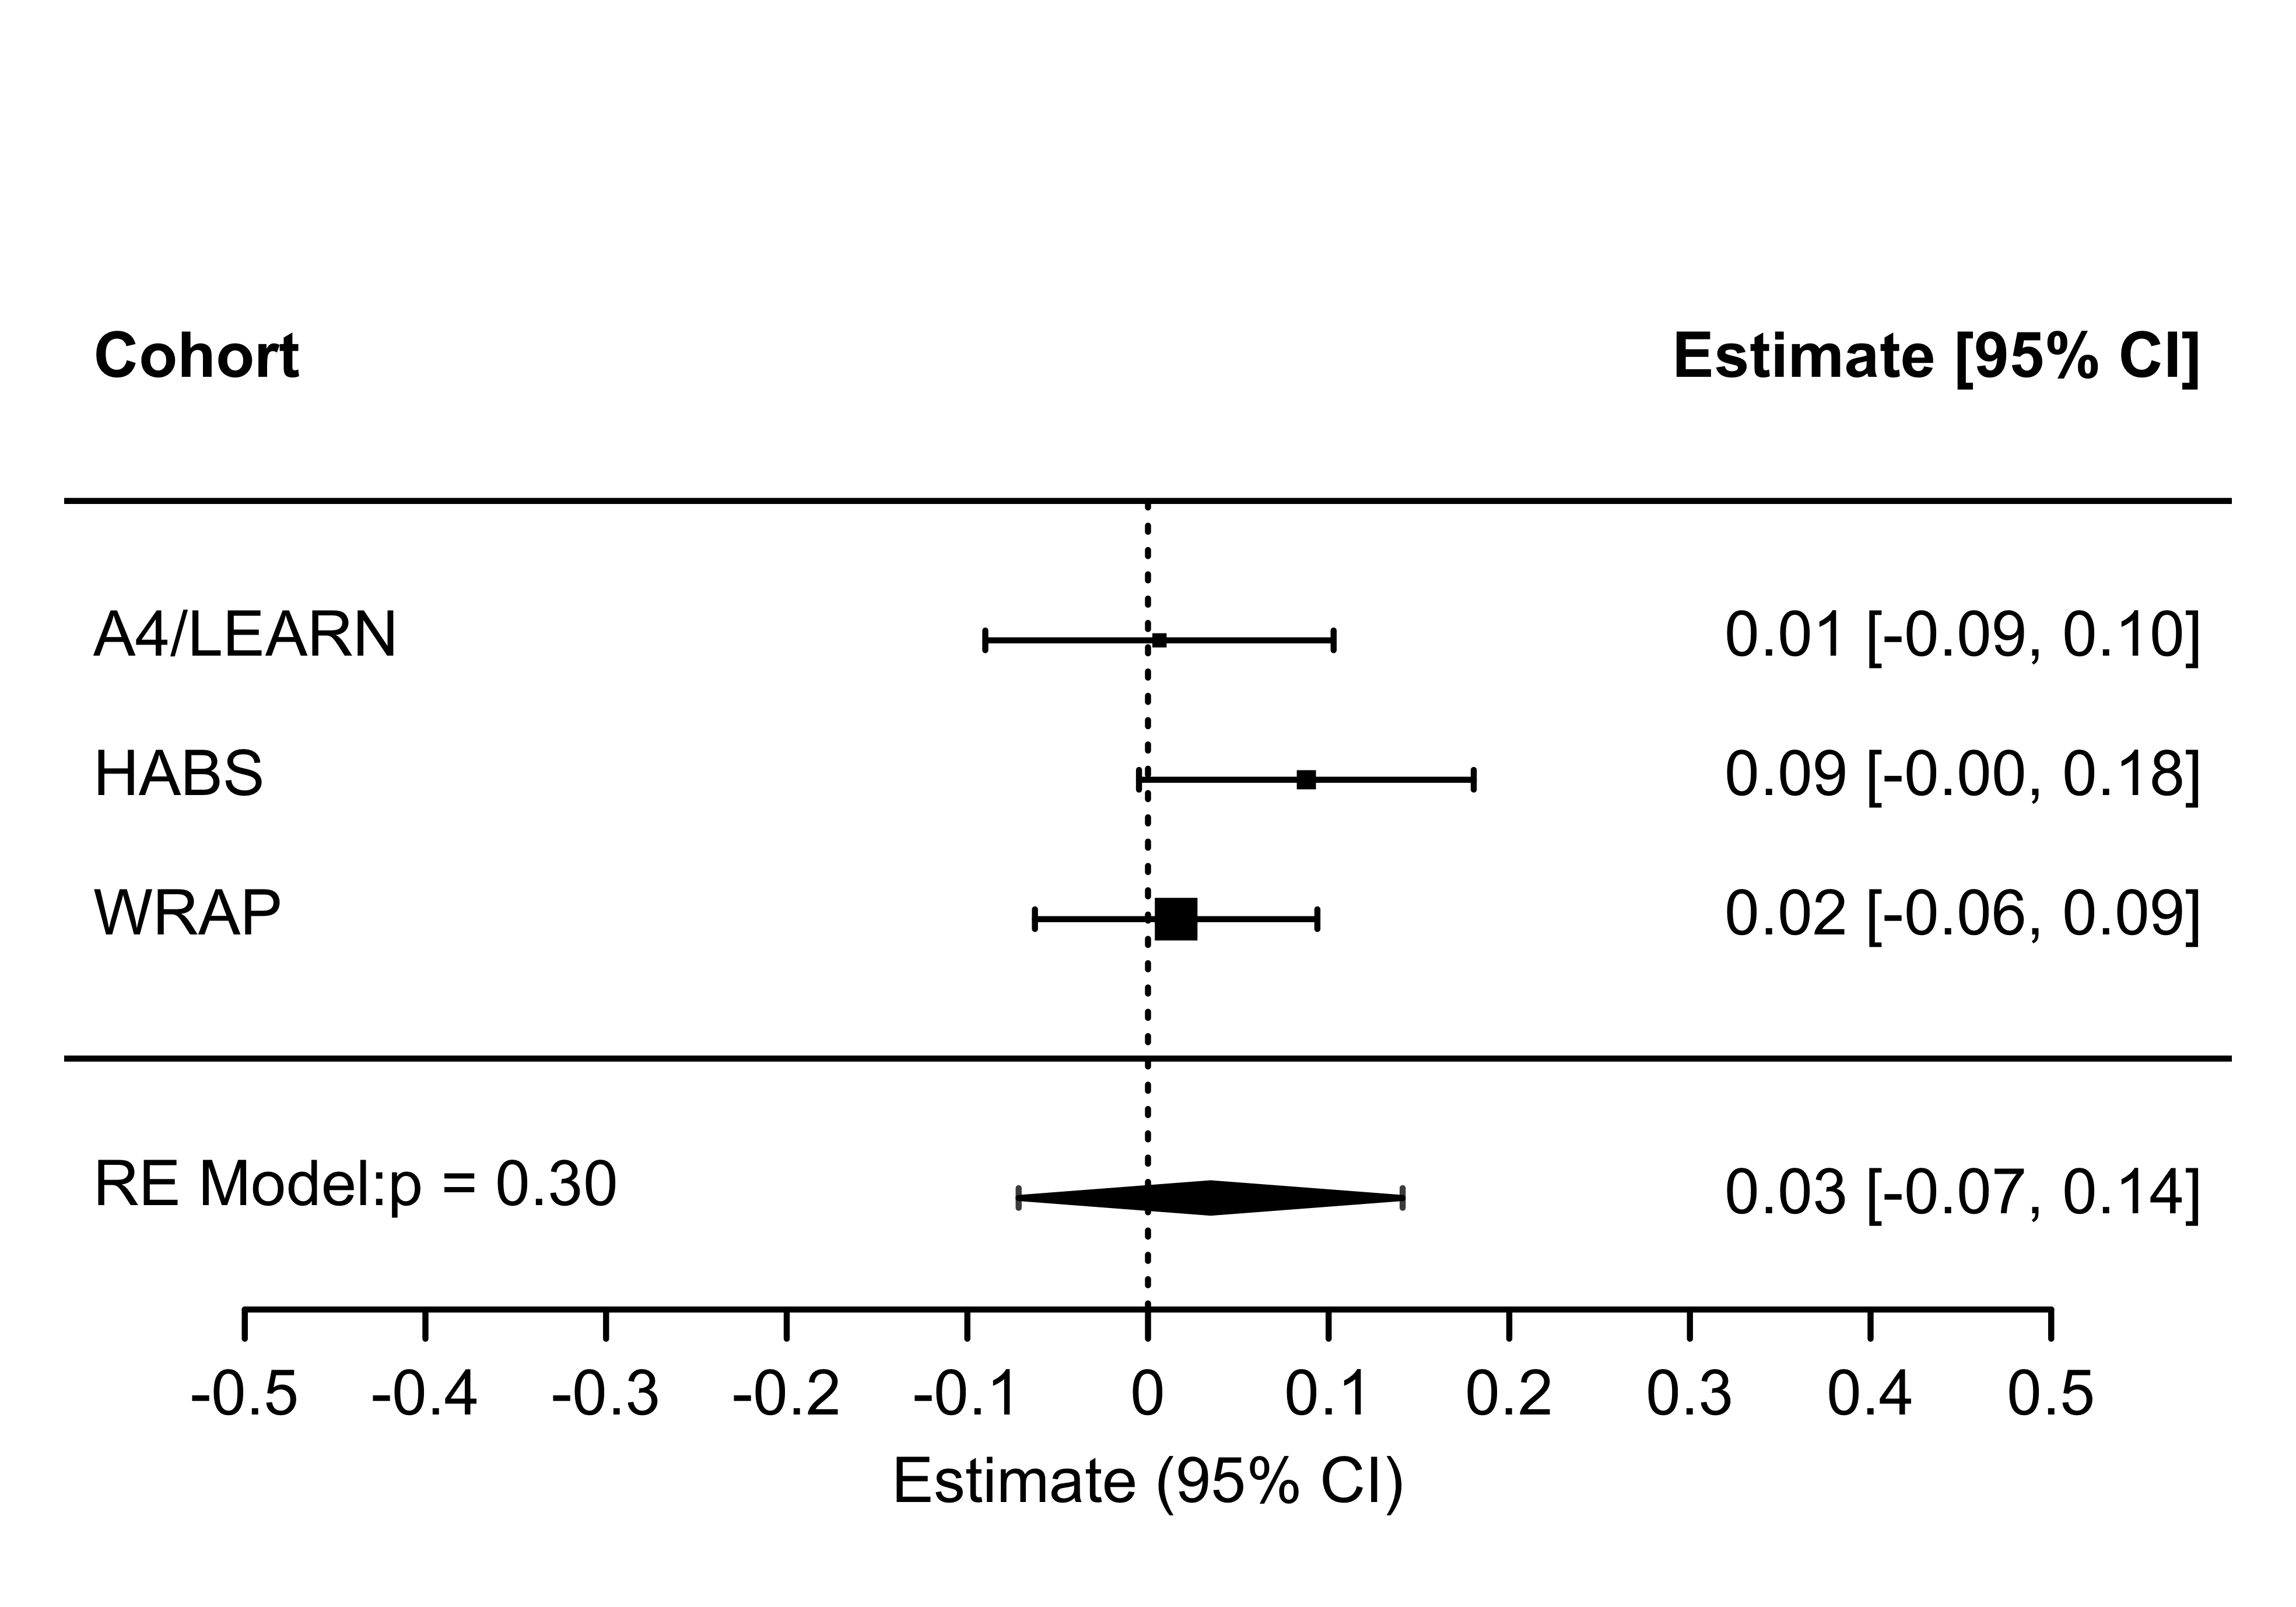 Cohort Estimate [95% CI]
A4/LEARN 0.01 [-0.09, 0.10]
HABS 0.09 [-0.00, 0.18]
WRAP 0.02 [-0.06, 0.09]
RE Model:p = 0.30 0.03 [-0.07, 0.14]
-0.5 -0.4 -0.3 -0.2 -0.1 0 0.1 0.2 0.3 0.4 0.5
Estimate (95% CI)